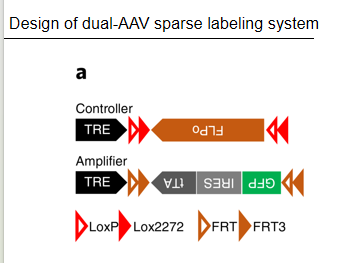 Design of dual-AAV sparse labeling system
a
Controller
TRE FLPo
Amplifier
TRE tTA IRES GFP
LoxP Lox2272 FRT FRT3